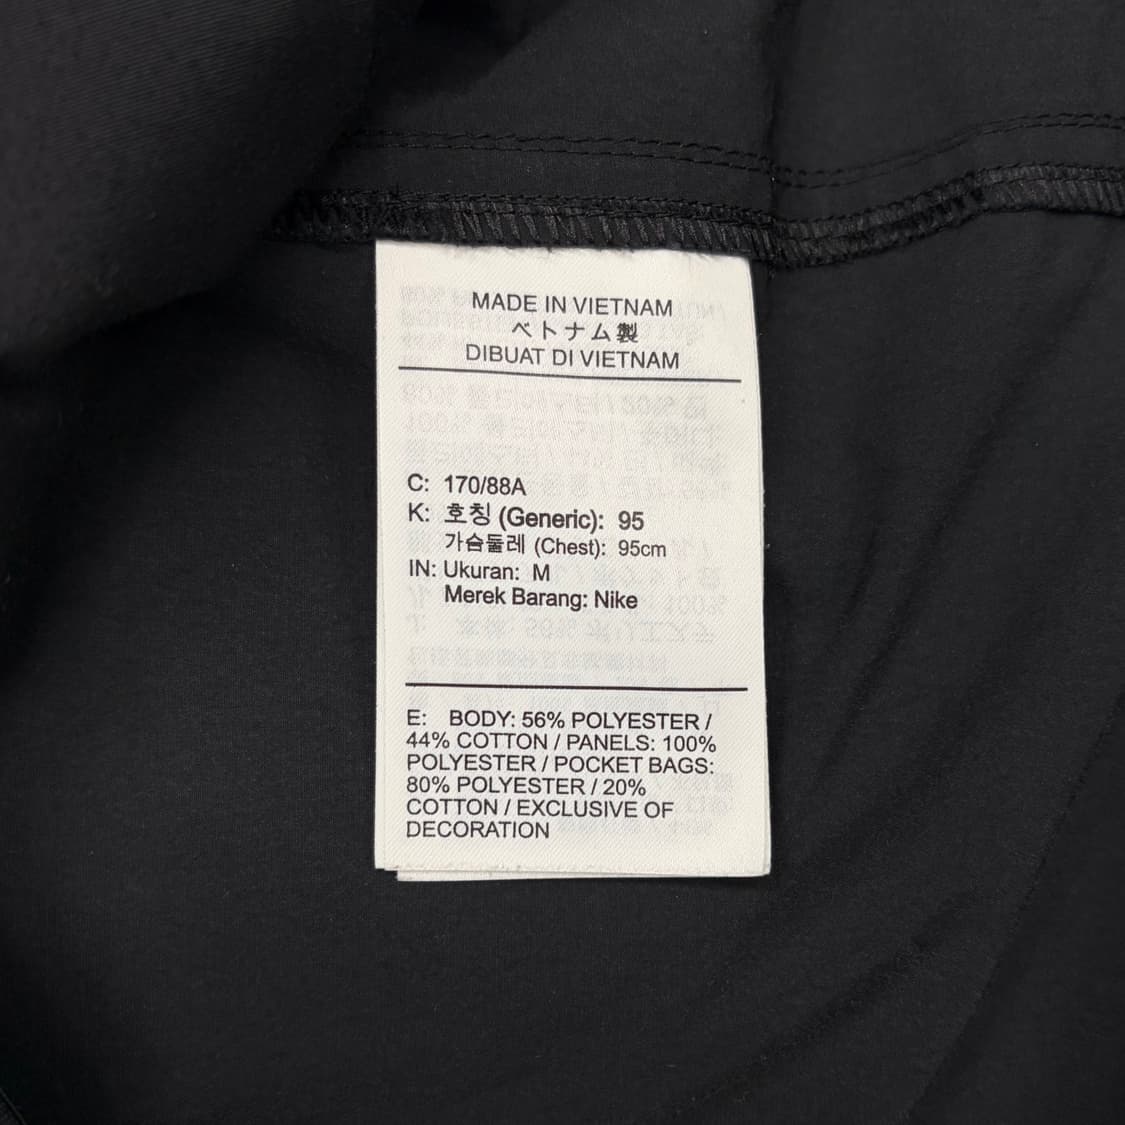 MADE IN VIETNAM
ベトナム製
DIBUAT DI VIETNAM
C: 170/88A
K: 호칭 (Generic): 95
가슴둘레 (Chest): 95cm
IN: Ukuran: M
Merek Barang: Nike
E: BODY: 56% POLYESTER /
44% COTTON / PANELS: 100%
POLYESTER / POCKET BAGS:
80% POLYESTER / 20%
COTTON / EXCLUSIVE OF
DECORATION